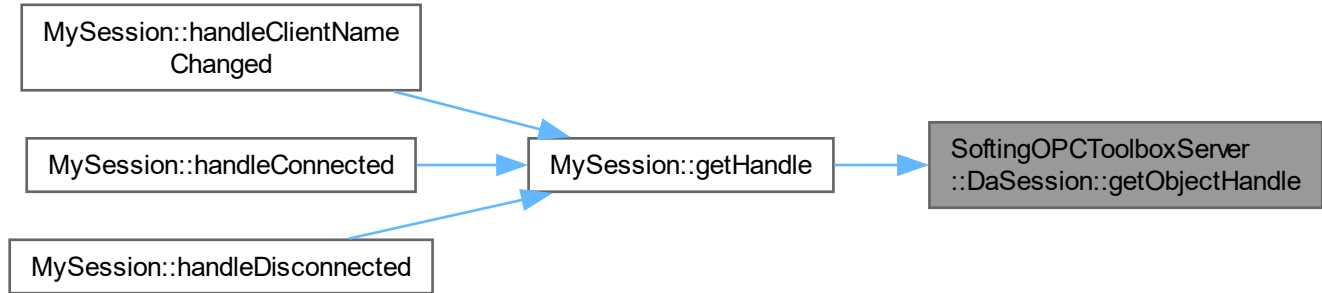 MySession::handleClientName
Changed
MySession::handleConnected
MySession::handleDisconnected
MySession::getHandle
SoftingOPCToolboxServer
::DaSession::getObjectHandle